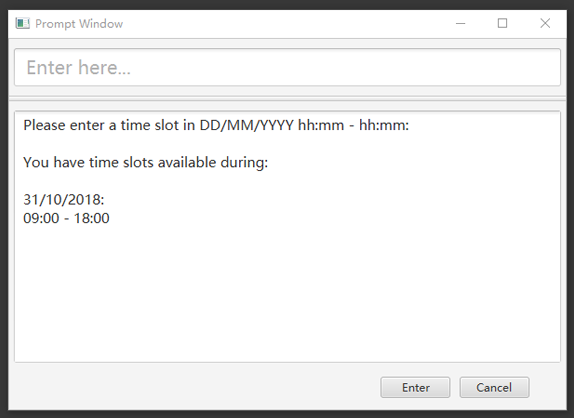 Prompt Window
Enter here...
Please enter a time slot in DD/MM/YYYY hh:mm - hh:mm:
You have time slots available during:
31/10/2018:
09:00 - 18:00
Enter
Cancel